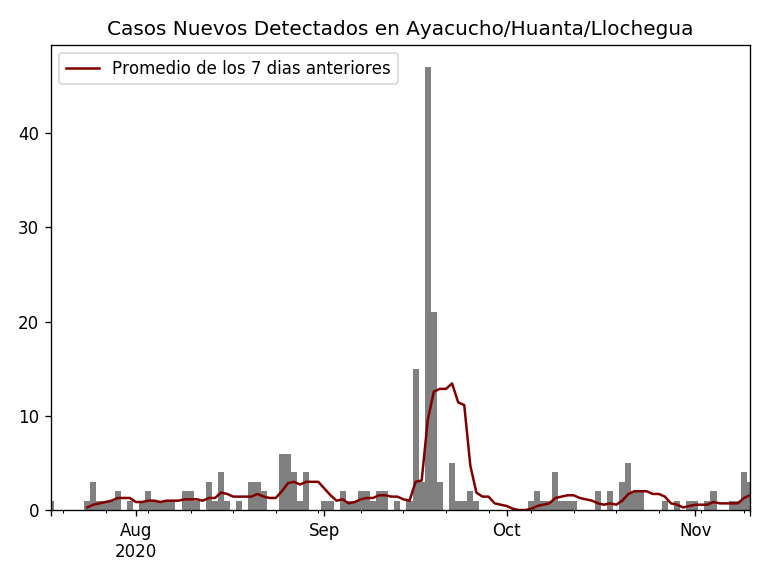 Casos Nuevos Detectados en Ayacucho/Huanta/Llochegua
Promedio de los 7 dias anteriores
40
30
20
10
0
Aug Sep Oct Nov
2020